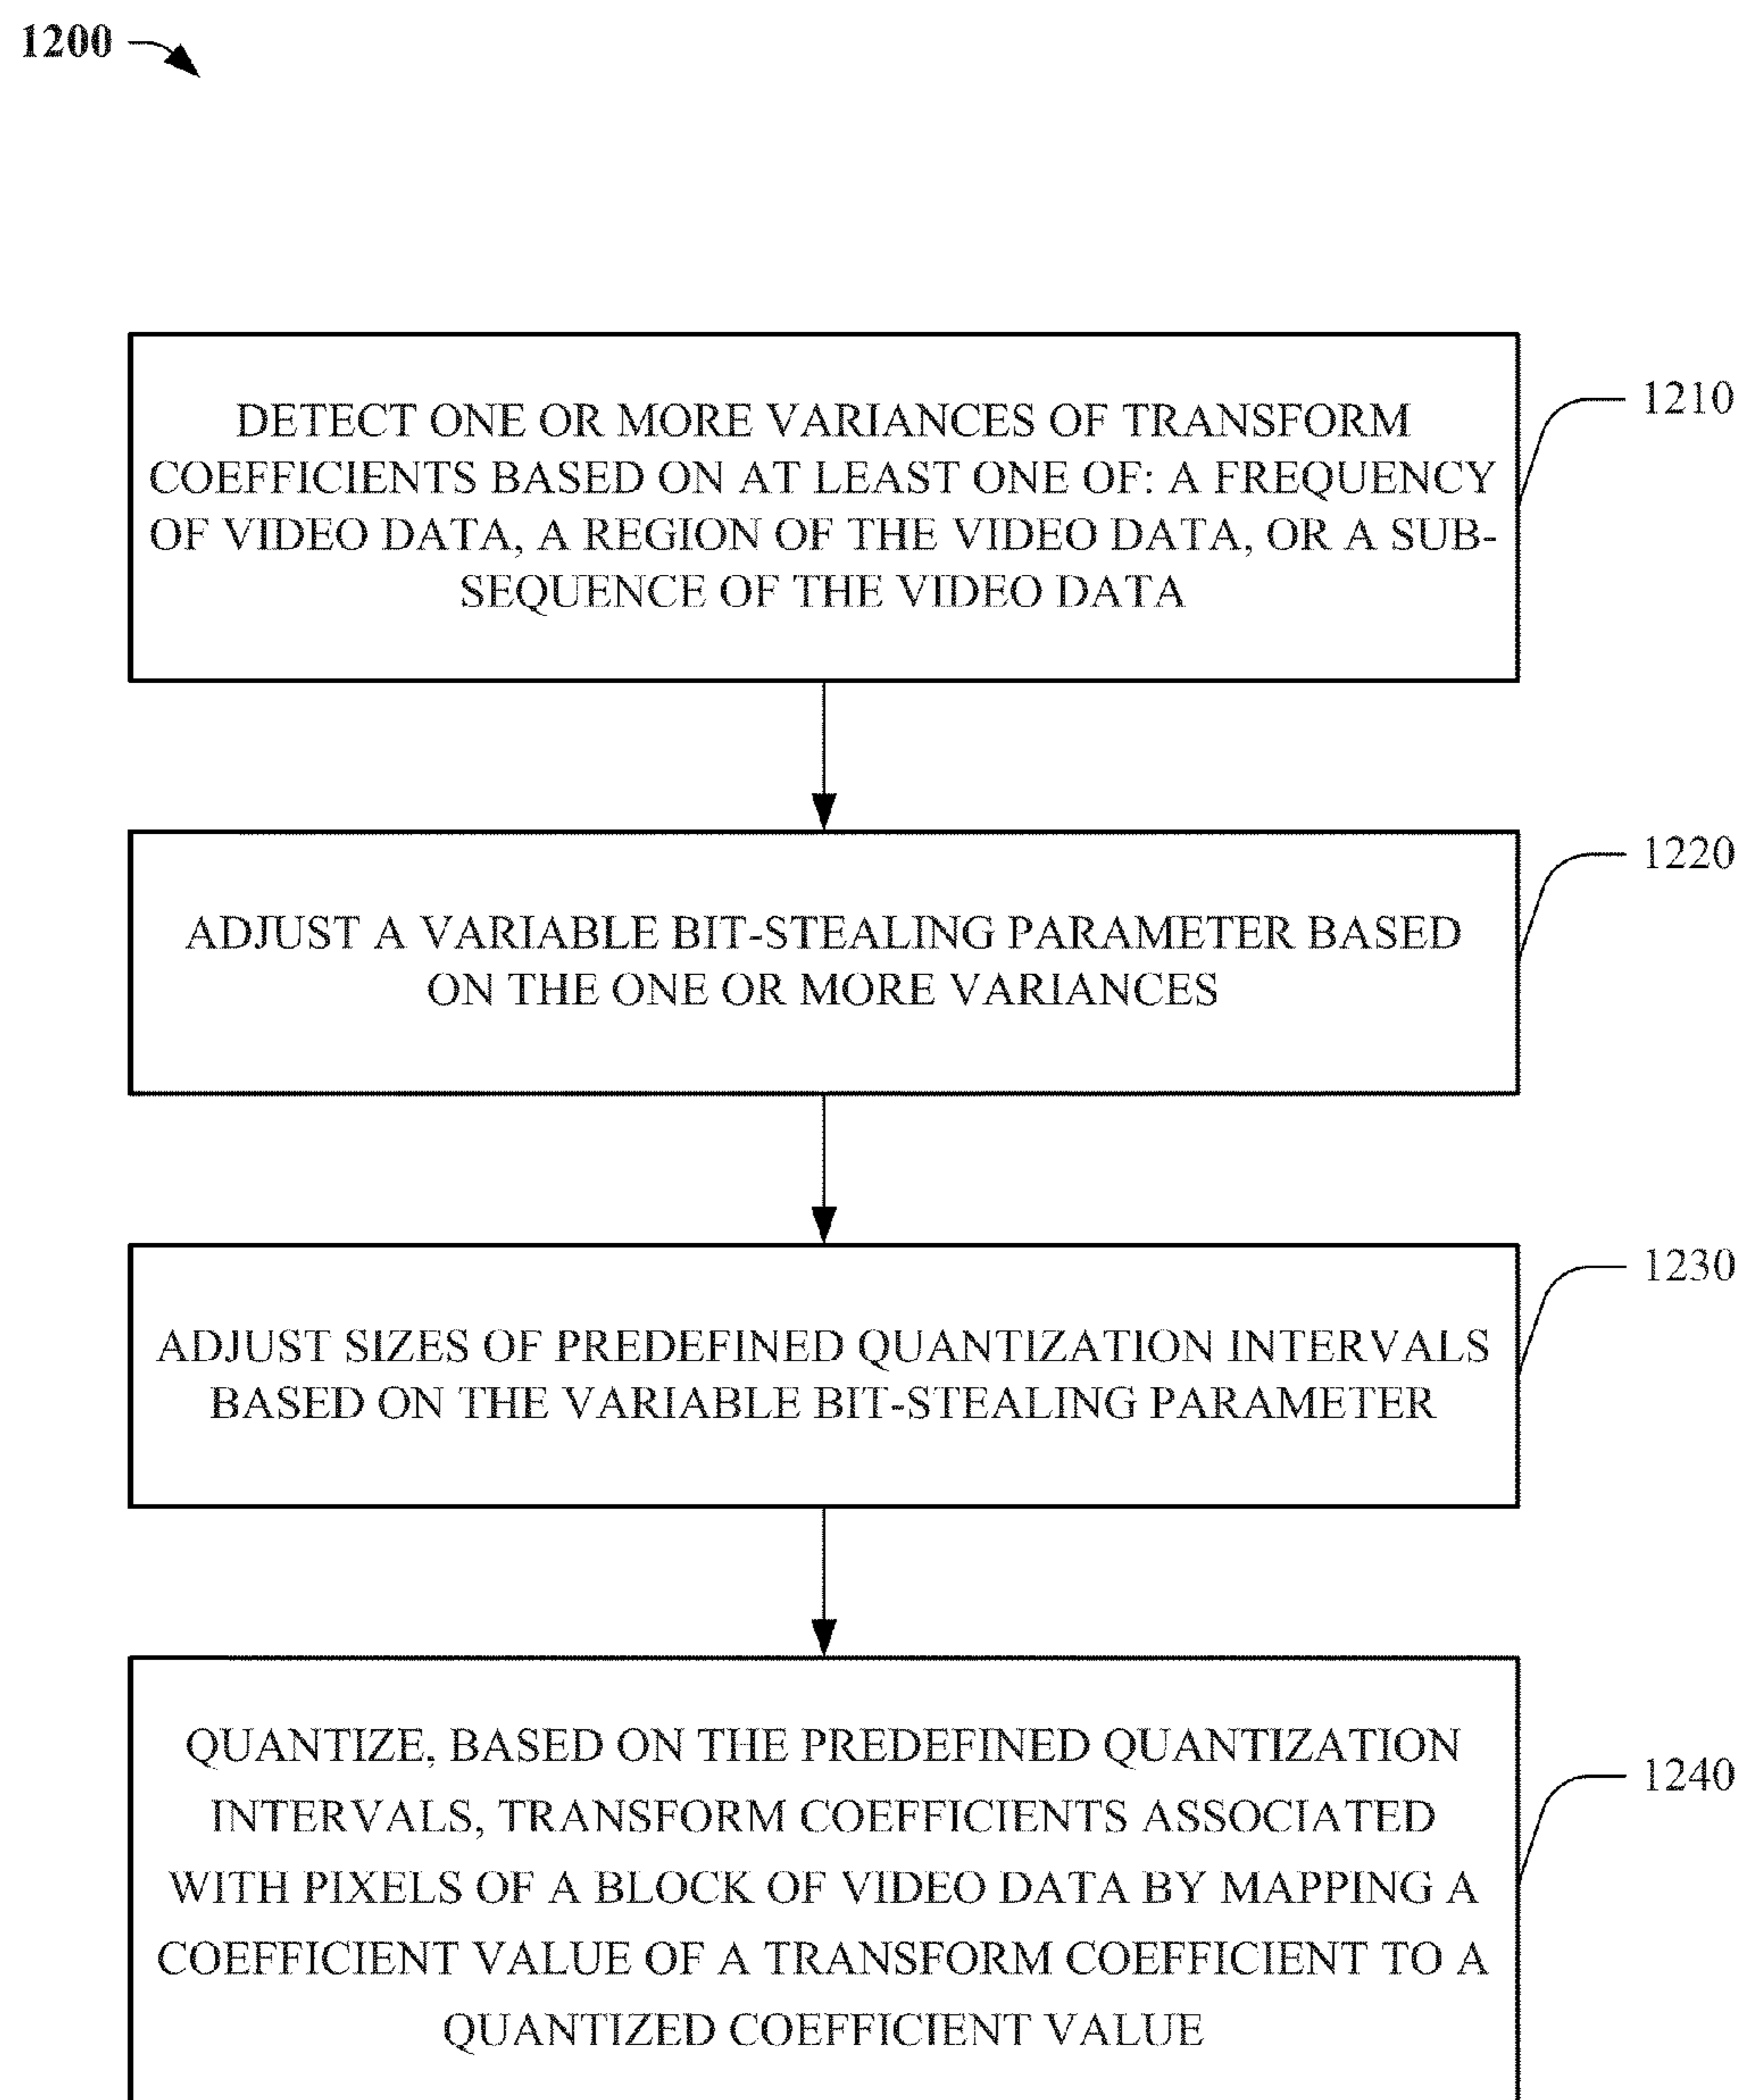 1200
DETECT ONE OR MORE VARIANCES OF TRANSFORM
COEFFICIENTS BASED ON AT LEAST ONE OF: A FREQUENCY
OF VIDEO DATA, A REGION OF THE VIDEO DATA, OR A SUB-
SEQUENCE OF THE VIDEO DATA
1210
ADJUST A VARIABLE BIT-STEALING PARAMETER BASED
ON THE ONE OR MORE VARIANCES
1220
ADJUST SIZES OF PREDEFINED QUANTIZATION INTERVALS
BASED ON THE VARIABLE BIT-STEALING PARAMETER
1230
QUANTIZE, BASED ON THE PREDEFINED QUANTIZATION
INTERVALS, TRANSFORM COEFFICIENTS ASSOCIATED
WITH PIXELS OF A BLOCK OF VIDEO DATA BY MAPPING A
COEFFICIENT VALUE OF A TRANSFORM COEFFICIENT TO A
QUANTIZED COEFFICIENT VALUE
1240